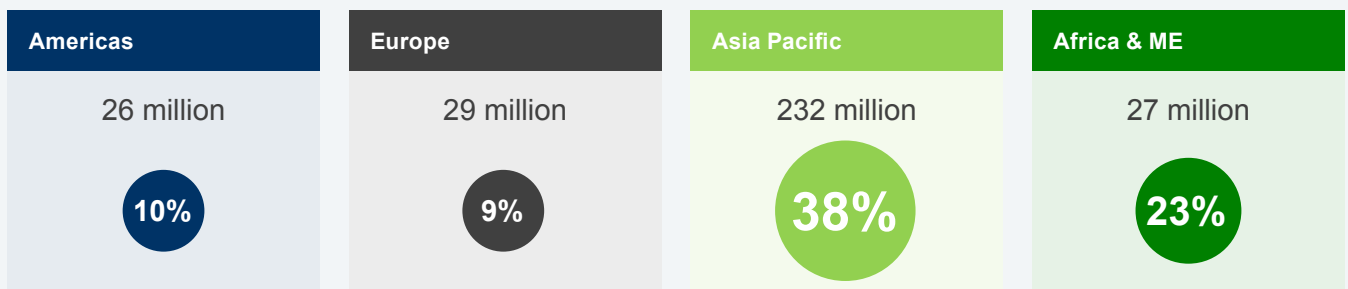 Americas
26 million
10%
Europe
29 million
9%
Asia Pacific
232 million
38%
Africa & ME
27 million
23%